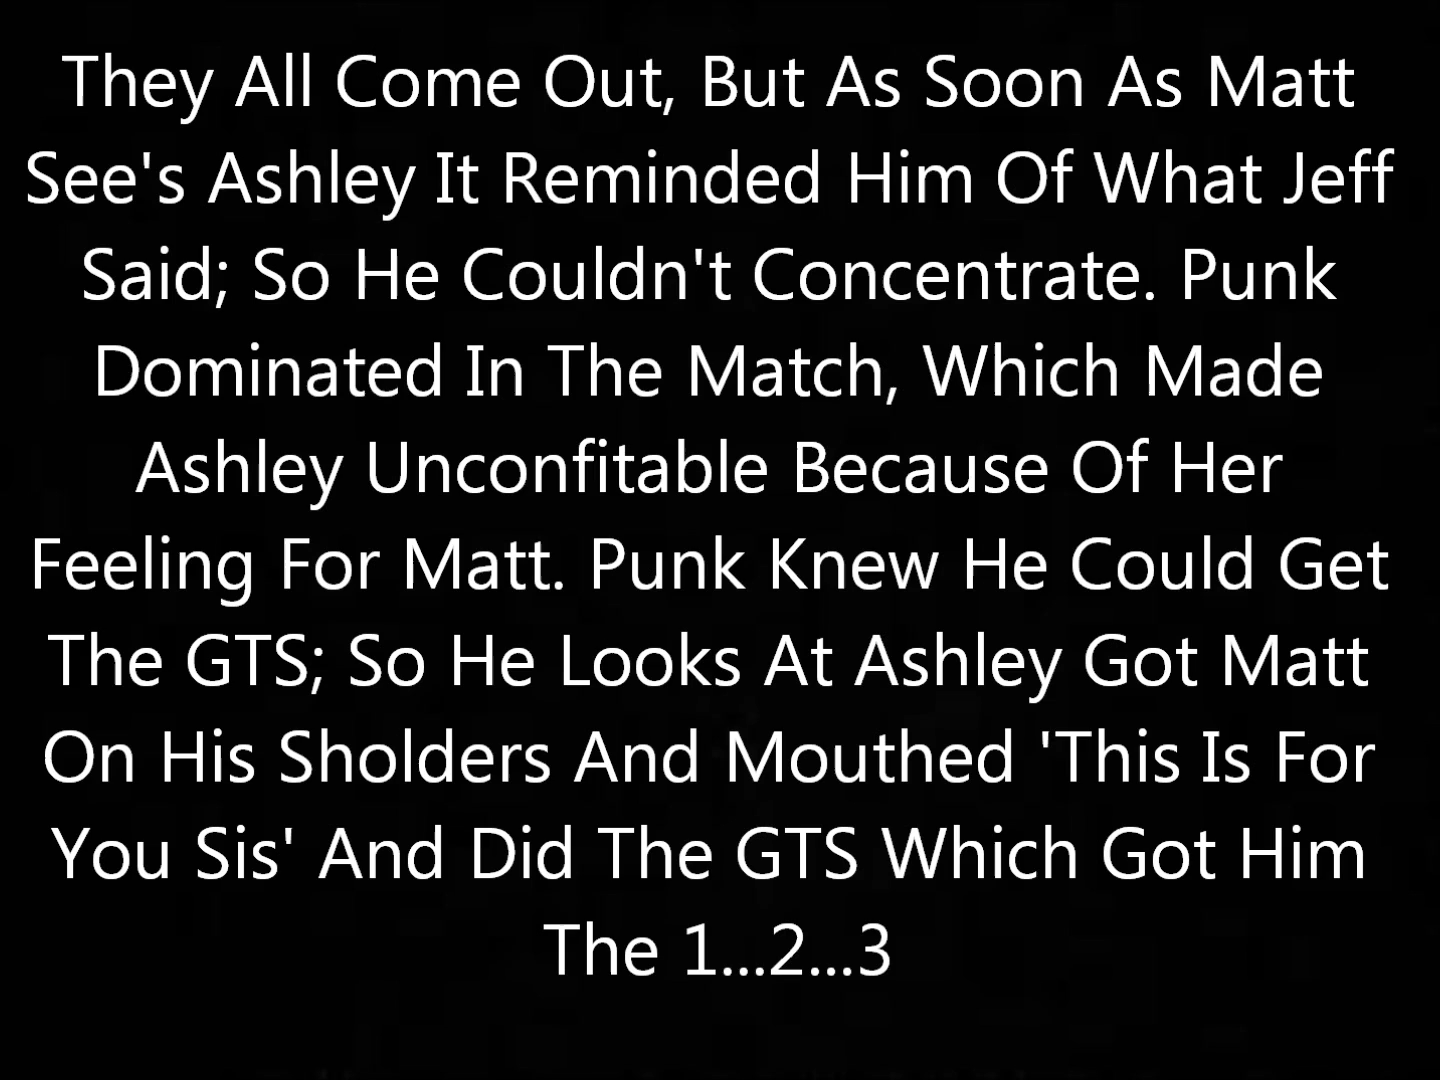 They All Come Out, But As Soon As Matt
See's Ashley It Reminded Him Of What Jeff
Said; So He Couldn't Concentrate. Punk
Dominated In The Match, Which Made
Ashley Unconfitable Because Of Her
Feeling For Matt. Punk Knew He Could Get
The GTS; So He Looks At Ashley Got Matt
On His Sholders And Mouthed 'This Is For
You Sis' And Did The GTS Which Got Him
The 1...2...3